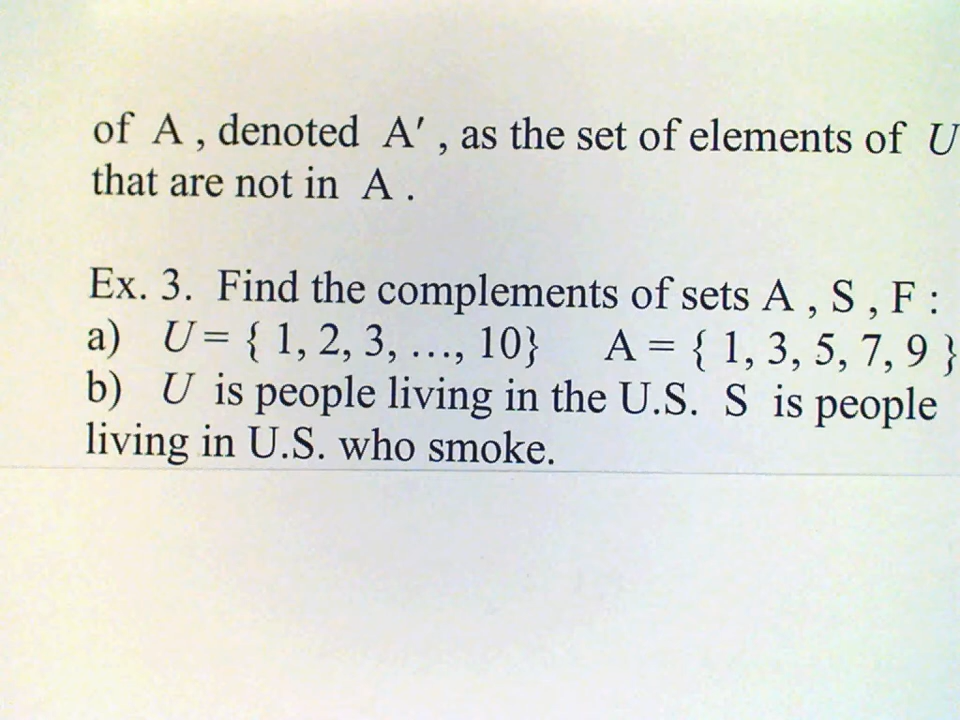 of A , denoted A′ , as the set of elements of U
that are not in A .
Ex. 3. Find the complements of sets A , S , F :
a) U = { 1, 2, 3, ..., 10} A = { 1, 3, 5, 7, 9 }
b) U is people living in the U.S. S is people
living in U.S. who smoke.